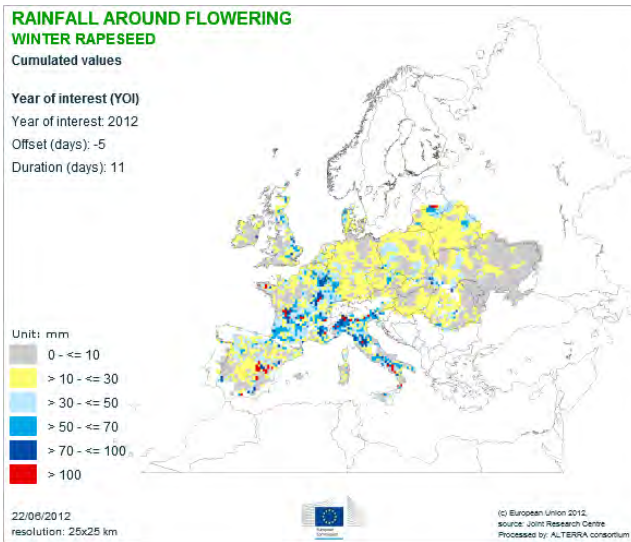 RAINFALL AROUND FLOWERING
WINTER RAPESEED
Cumulated values
Year of interest (YOI)
Year of interest: 2012
Offset (days): -5
Duration (days): 11
Unit: mm
0 - <= 10
> 10 - <= 30
> 30 - <= 50
> 50 - <= 70
> 70 - <= 100
> 100
22/06/2012
resolution: 25x25 km
European
Commission
(c) European Union 2012,
source: Joint Research Centre
Processed by: ALTERRA consortium